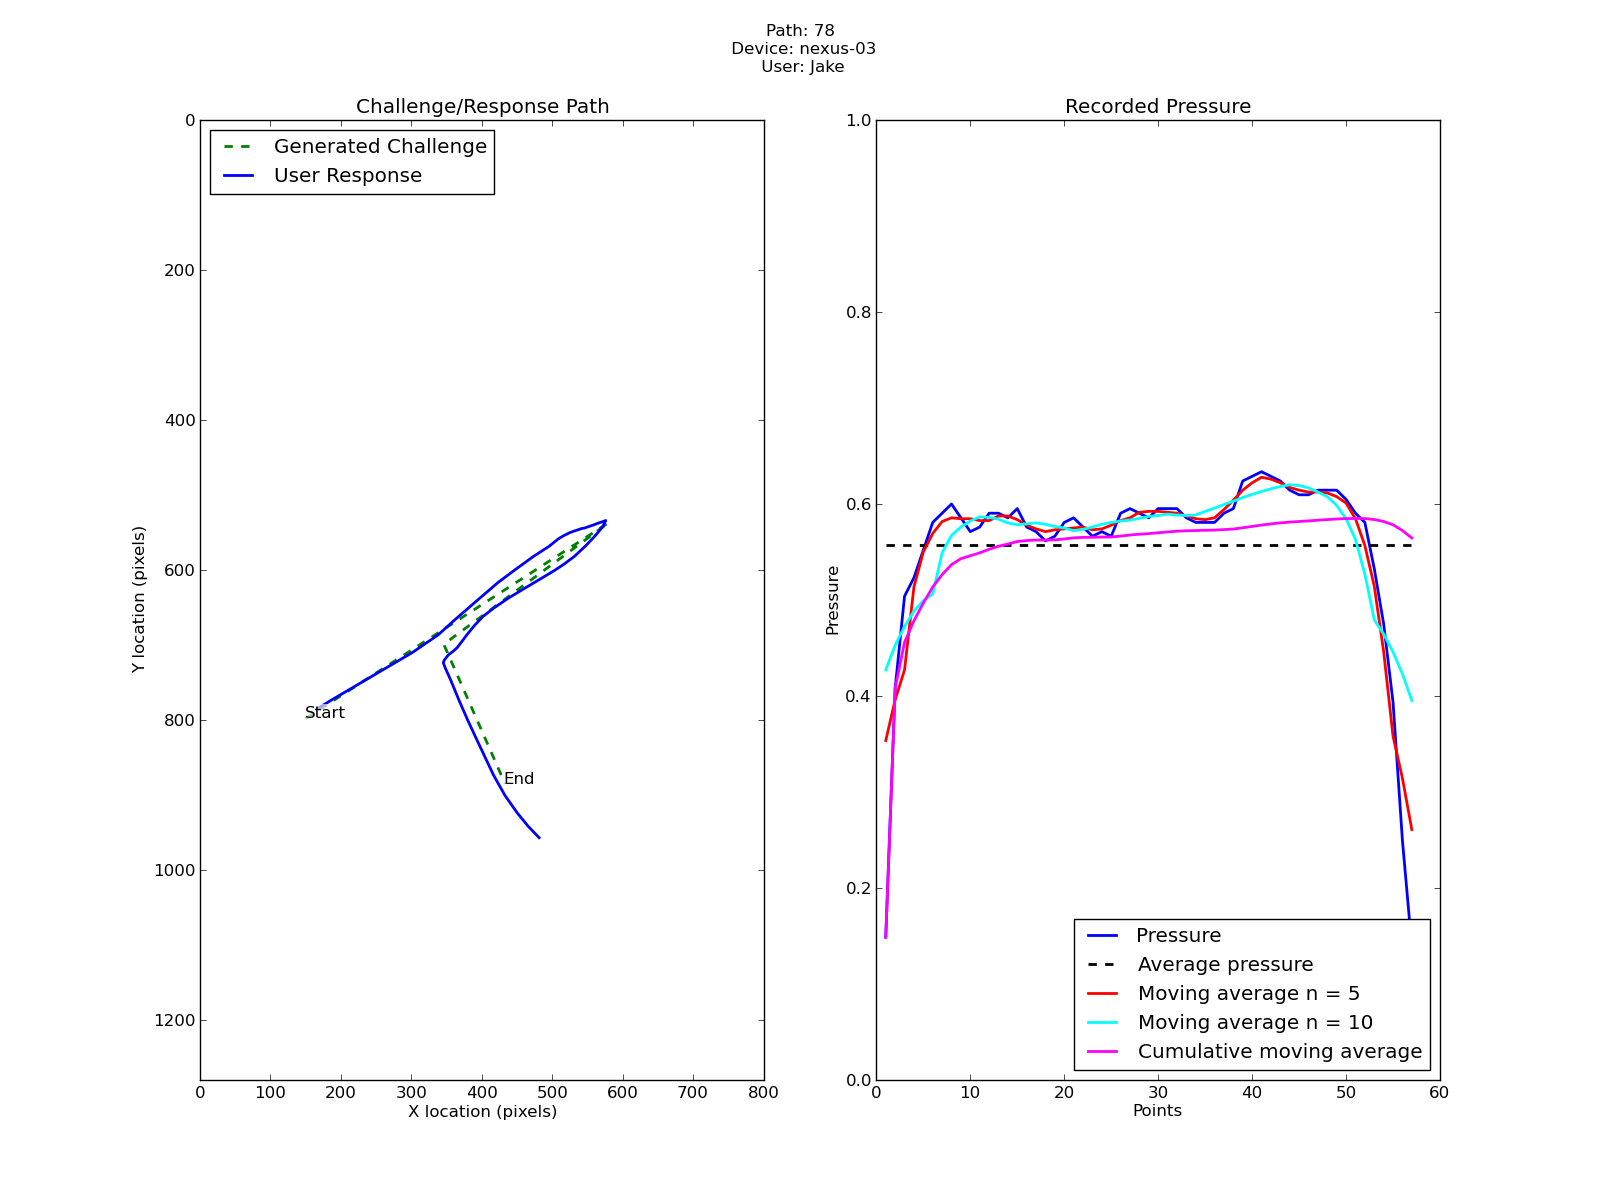 Path: 78
Device: nexus-03
User: Jake
Challenge/Response Path
Generated Challenge
User Response
0
200
400
600
800
1000
1200
Y location (pixels)
Start
End
0 100 200 300 400 500 600 700 800
X location (pixels)
Recorded Pressure
1.0
0.8
0.6
0.4
0.2
0.0
Pressure
Pressure
Average pressure
Moving average n = 5
Moving average n = 10
Cumulative moving average
0 10 20 30 40 50 60
Points